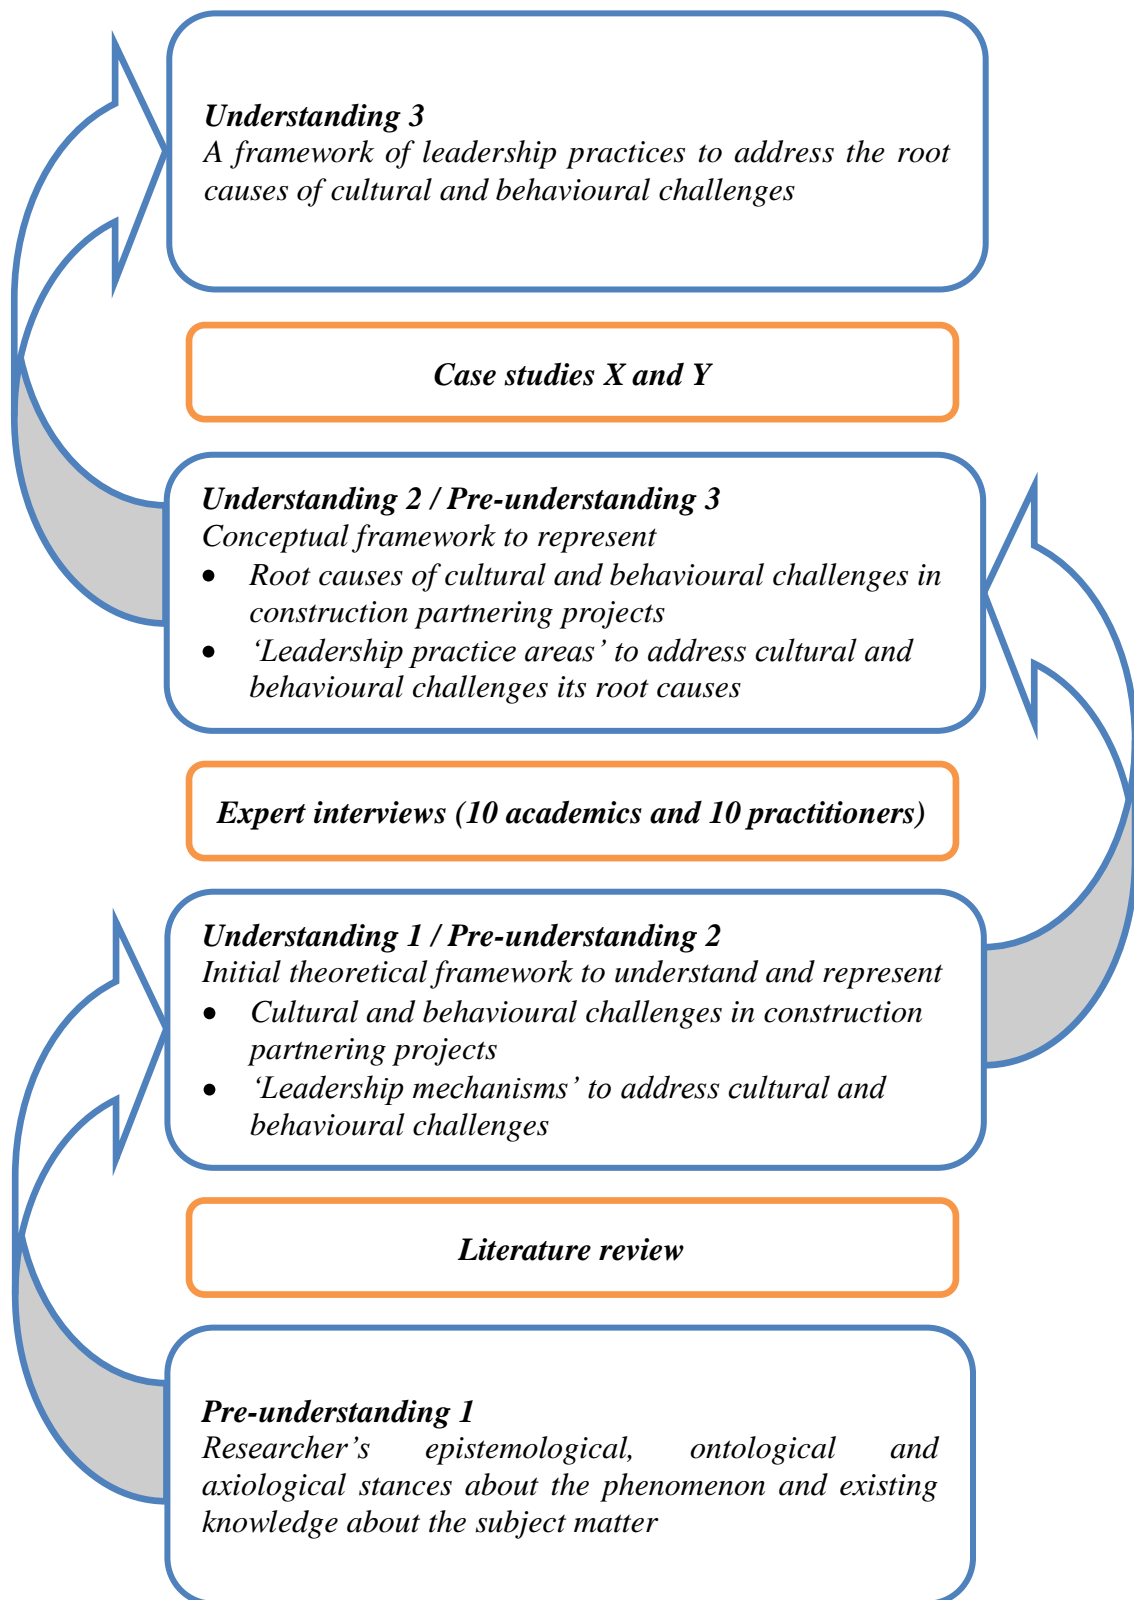 Understanding 3
A framework of leadership practices to address the root
causes of cultural and behavioural challenges
Case studies X and Y
Understanding 2 / Pre-understanding 3
Conceptual framework to represent
• Root causes of cultural and behavioural challenges in
construction partnering projects
• ‘Leadership practice areas’ to address cultural and
behavioural challenges its root causes
Expert interviews (10 academics and 10 practitioners)
Understanding 1 / Pre-understanding 2
Initial theoretical framework to understand and represent
• Cultural and behavioural challenges in construction
partnering projects
• ‘Leadership mechanisms’ to address cultural and
behavioural challenges
Literature review
Pre-understanding 1
Researcher’s epistemological, ontological and
axiological stances about the phenomenon and existing
knowledge about the subject matter